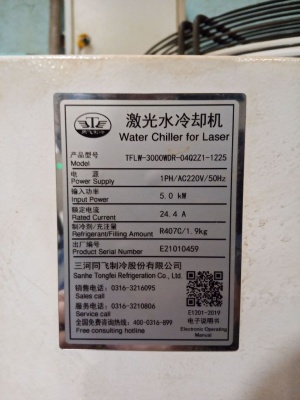 同飞制冷
激光水冷却机
Water Chiller for Laser
产品型号
Model
TFLW-3000WDR-04Q2Z1-1225
电 源
Power Supply
1PH/AC220V/50Hz
输入功率
Input Power
5.0 kW
额定电流
Rated Current
24.4 A
制冷剂/充注量
Refrigerant/Filling Amount
R407C/1.9kg
出厂编号
Product Serial Number
E21010459
三河同飞制冷股份有限公司
Sanhe Tongfei Refrigeration Co., Ltd.
销售电话: 0316-3216095
Sales call
服务电话: 0316-3210806
Service call
全国免费咨询热线: 400-0316-899
Free consulting hotline
E1201-2019
电子说明书
Electronic Operating
Manual